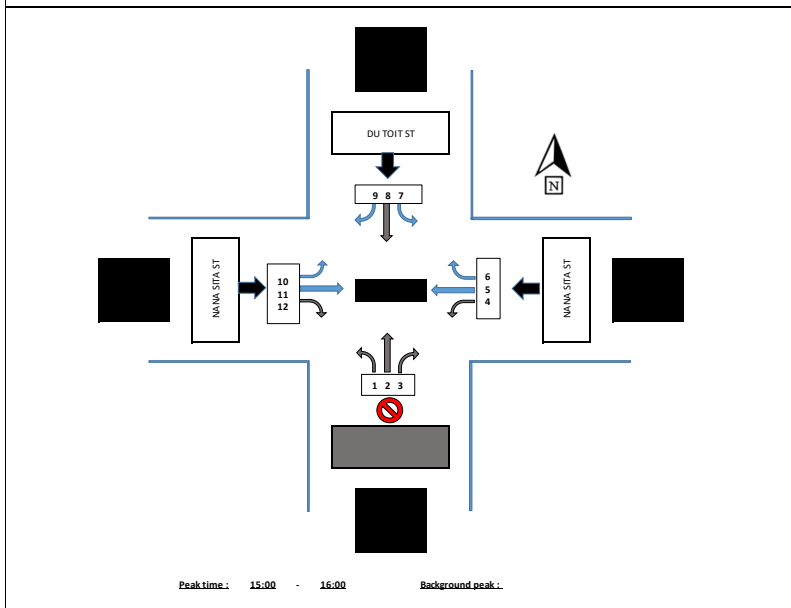 DU TOIT ST
N
9 8 7
NANA SITA ST
10
11
12
6
5
4
NANA SITA ST
1 2 3
Peak time : 15:00 - 16:00 Background peak :